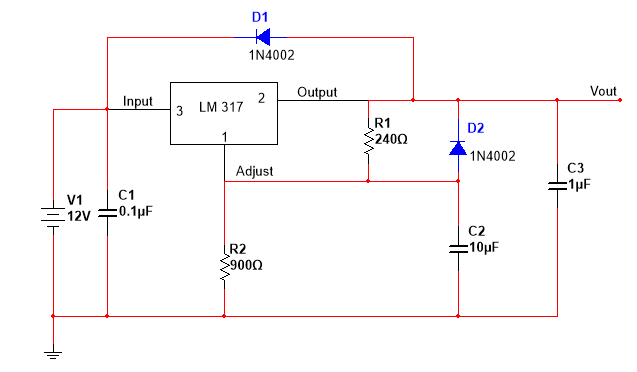 D1
1N4002
Input
3
LM 317
2
Output
Vout
1
Adjust
R1
240Ω
D2
1N4002
C3
1µF
V1
12V
C1
0.1µF
R2
900Ω
C2
10µF